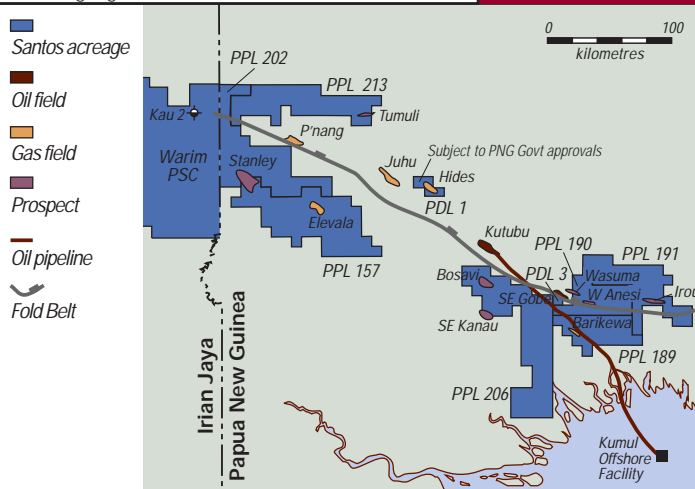 Santos acreage
Oil field
Gas field
Prospect
Oil pipeline
Fold Belt
0 100
kilometres
PPL 202
PPL 213
Kau 2
Tumuli
P'nang
Warim
PSC
Stanley
Juhu
Subject to PNG Govt approvals
Hides
PDL 1
Elevala
PPL 157
Kutubu
PPL 190
PPL 191
Bosavi
PDL 3
Wasuma
SE Gobe
W Anesi
Irou
SE Kanau
Barikewa
PPL 189
PPL 206
Irian Jaya
Papua New Guinea
Kumul
Offshore
Facility